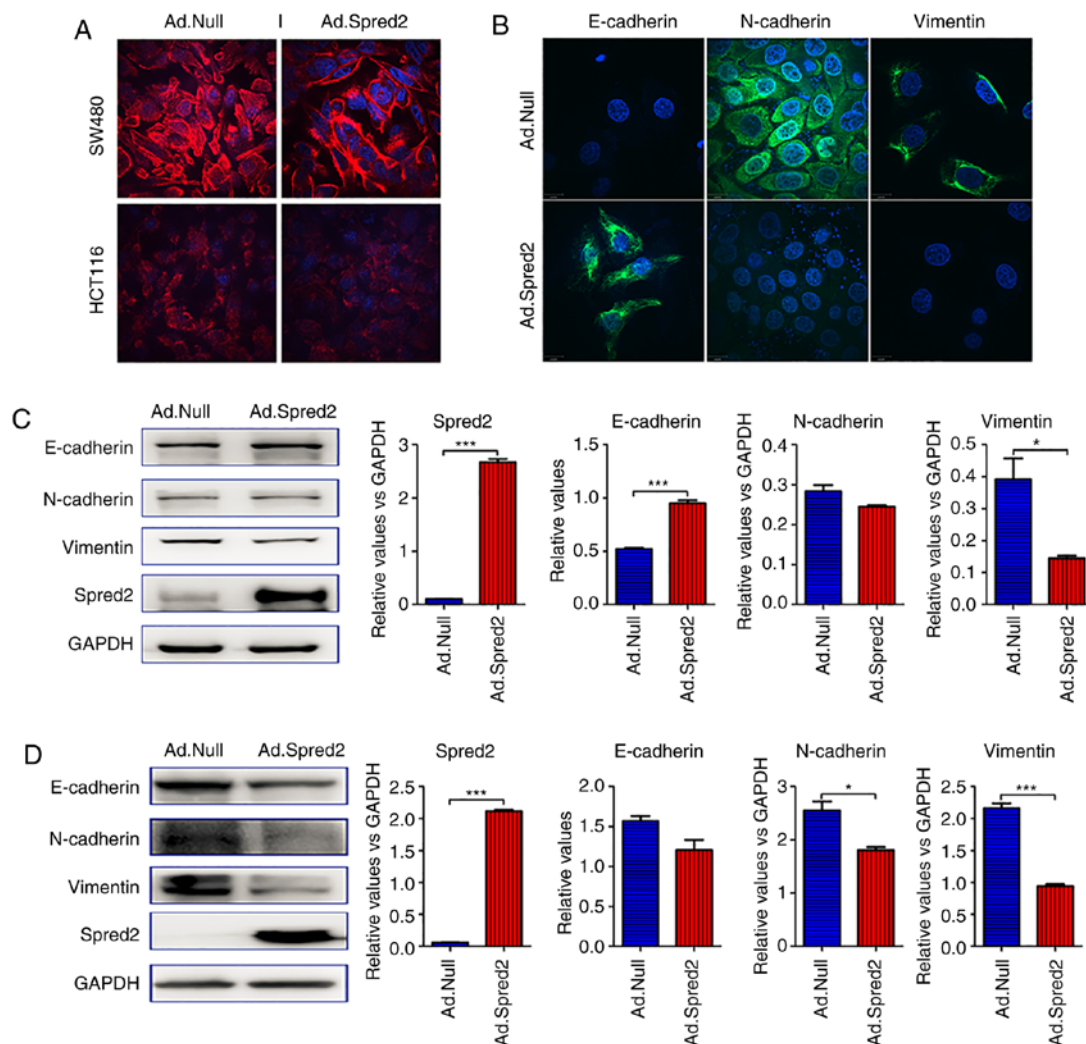 A
Ad.Null
Ad.Spred2
SW480
HCT116
B
E-cadherin
N-cadherin
Vimentin
Ad.Null
Ad.Spred2
C
Ad.Null
Ad.Spred2
E-cadherin
N-cadherin
Vimentin
Spred2
GAPDH
Spred2
Relative values vs GAPDH
3
2
1
0
***
Ad.Null
Ad.Spred2
E-cadherin
Relative values
1.5
1.0
0.5
0.0
***
Ad.Null
Ad.Spred2
N-cadherin
Relative values vs GAPDH
0.4
0.3
0.2
0.1
0.0
Ad.Null
Ad.Spred2
Vimentin
Relative values vs GAPDH
0.5
0.4
0.3
0.2
0.1
0.0
*
Ad.Null
Ad.Spred2
D
Ad.Null
Ad.Spred2
E-cadherin
N-cadherin
Vimentin
Spred2
GAPDH
Spred2
Relative values vs GAPDH
2.5
2.0
1.5
1.0
0.5
0.0
***
Ad.Null
Ad.Spred2
E-cadherin
Relative values
2.0
1.5
1.0
0.5
0.0
Ad.Null
Ad.Spred2
N-cadherin
Relative values vs GAPDH
3
2
1
0
*
Ad.Null
Ad.Spred2
Vimentin
Relative values vs GAPDH
2.5
2.0
1.5
1.0
0.5
0.0
***
Ad.Null
Ad.Spred2